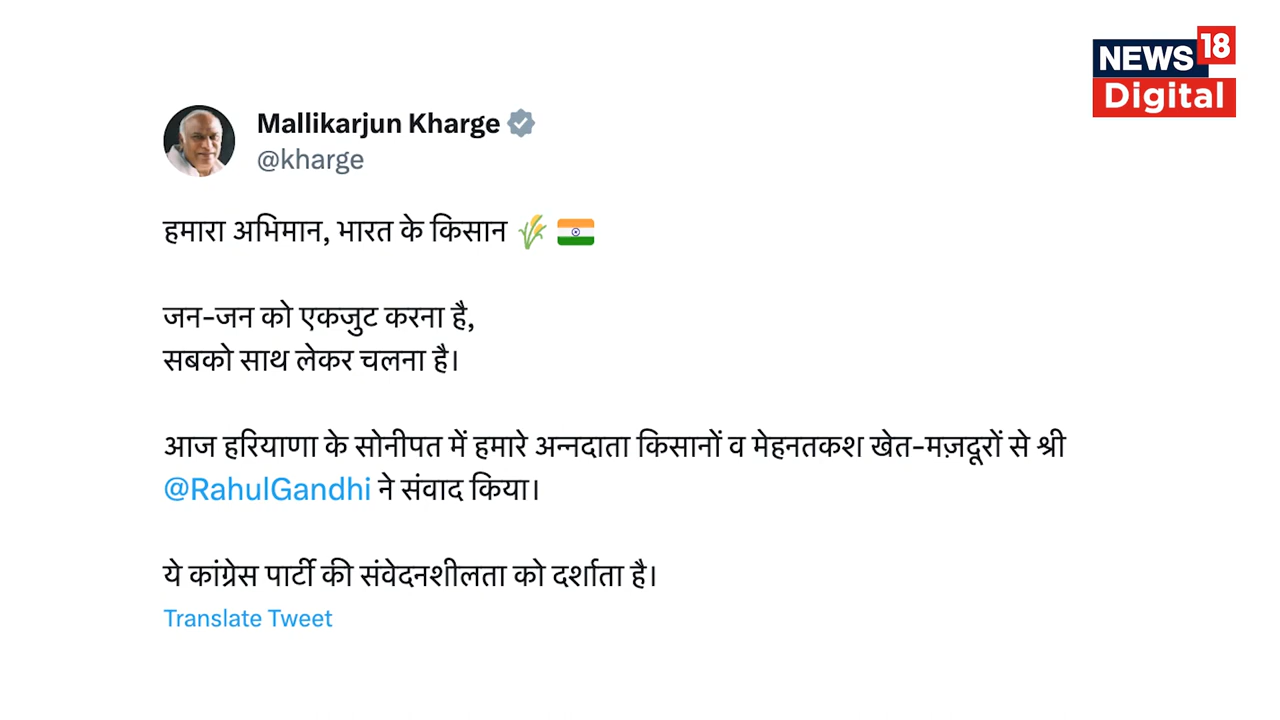 NEWS 18
Digital
Mallikarjun Kharge
@kharge
हमारा अभिमान, भारत के किसान 🌾 🇮🇳
जन-जन को एकजुट करना है,
सबको साथ लेकर चलना है।
आज हरियाणा के सोनीपत में हमारे अन्नदाता किसानों व मेहनतकश खेत-मज़दूरों से श्री
@RahulGandhi ने संवाद किया।
ये कांग्रेस पार्टी की संवेदनशीलता को दर्शाता है।
Translate Tweet